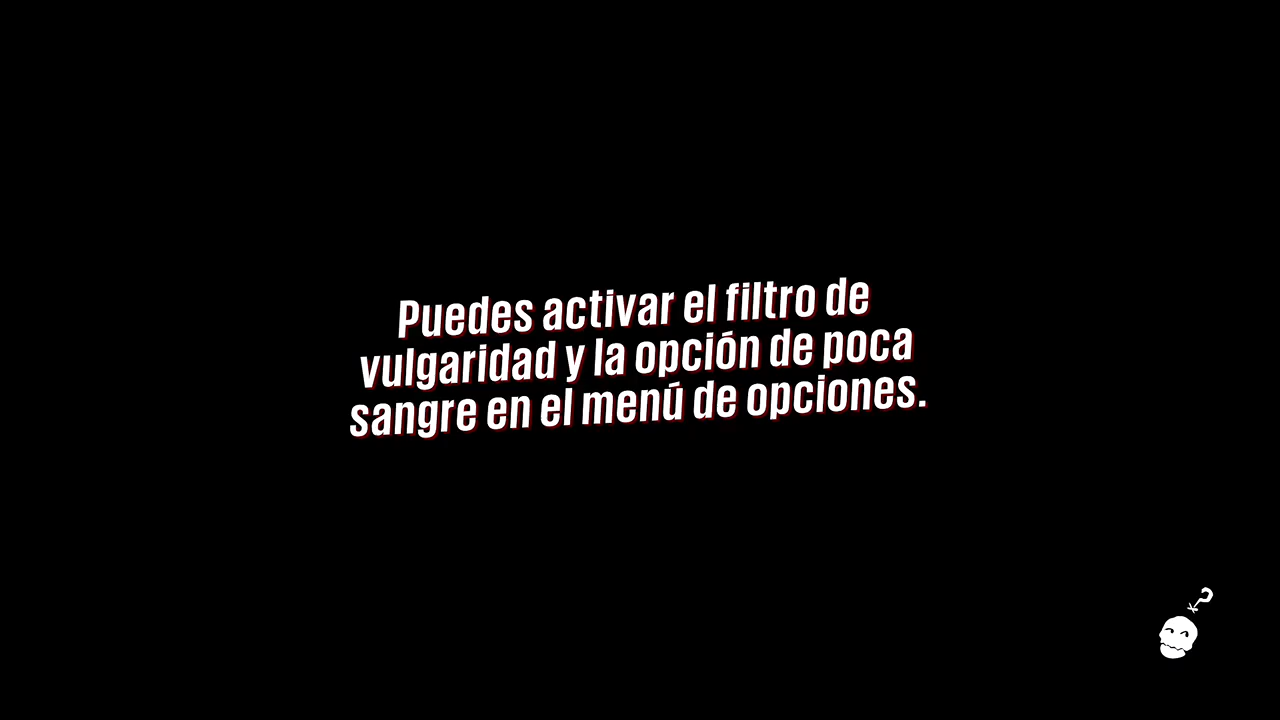 Puedes activar el filtro de
vulgaridad y la opción de poca
sangre en el menú de opciones.